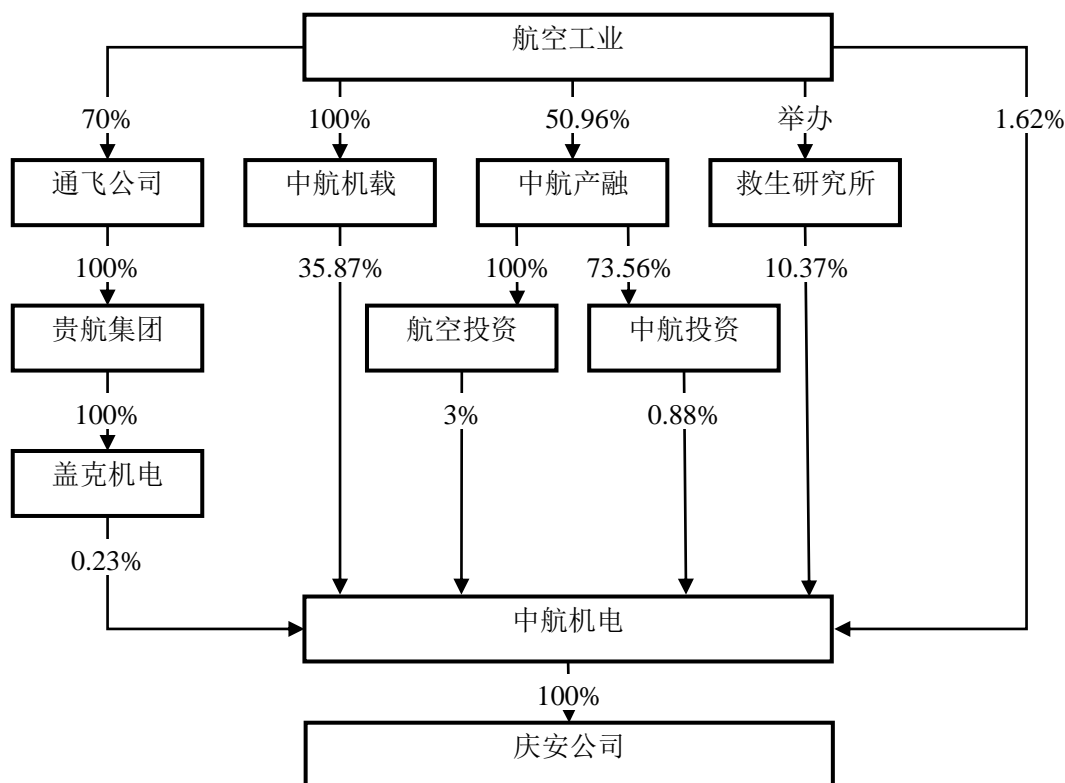 航空工业
70%
100%
50.96%
举办
1.62%
通飞公司
中航机载
中航产融
救生研究所
100%
35.87%
100%
73.56%
10.37%
贵航集团
航空投资
中航投资
100%
3%
0.88%
盖克机电
0.23%
中航机电
100%
庆安公司